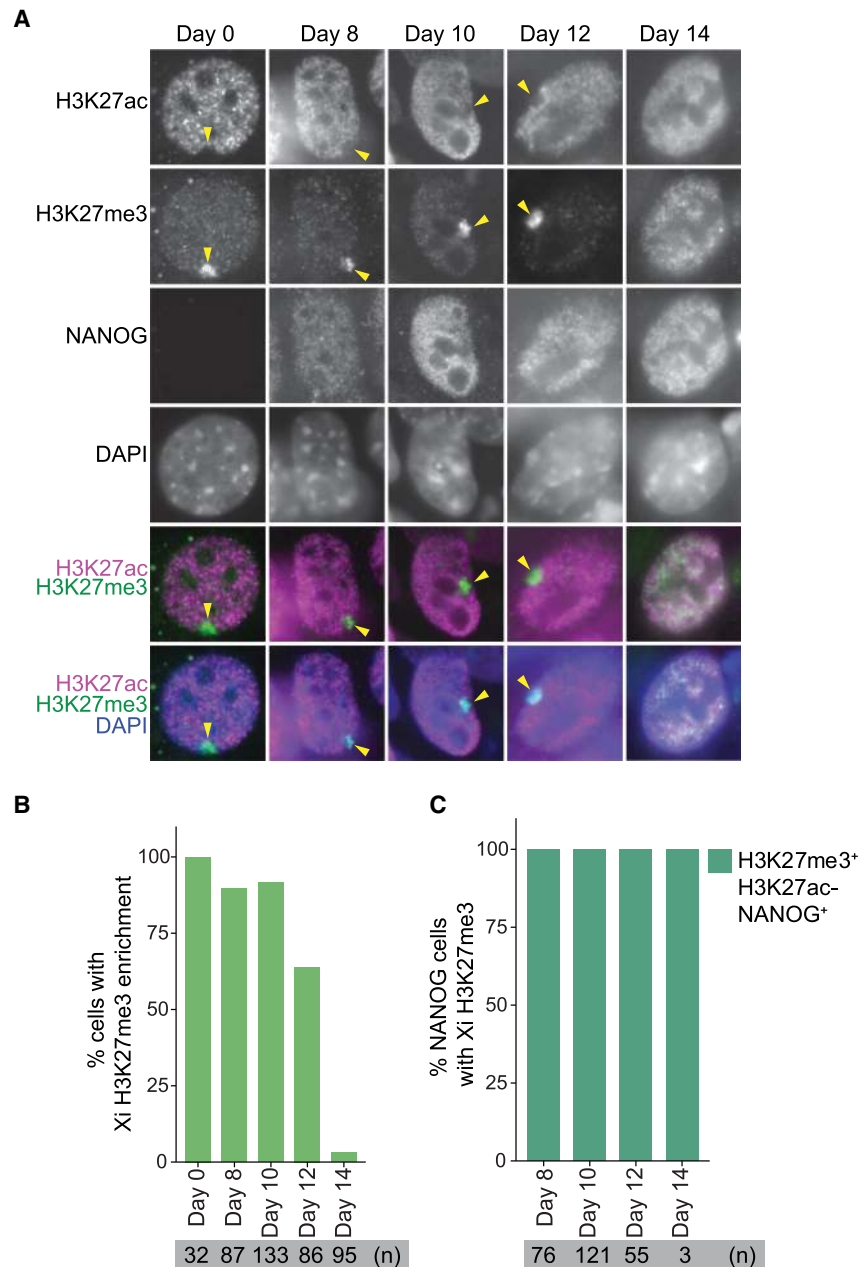 A
Day 0 Day 8 Day 10 Day 12 Day 14
H3K27ac
H3K27me3
NANOG
DAPI
H3K27ac
H3K27me3
H3K27ac
H3K27me3
DAPI
B
% cells with
Xi H3K27me3 enrichment
100
75
50
25
0
Day 0 Day 8 Day 10 Day 12 Day 14
32 87 133 86 95 (n)
C
% NANOG cells
with Xi H3K27me3
100
75
50
25
0
Day 8 Day 10 Day 12 Day 14
76 121 55 3 (n)
H3K27me3⁺
H3K27ac-
NANOG⁺